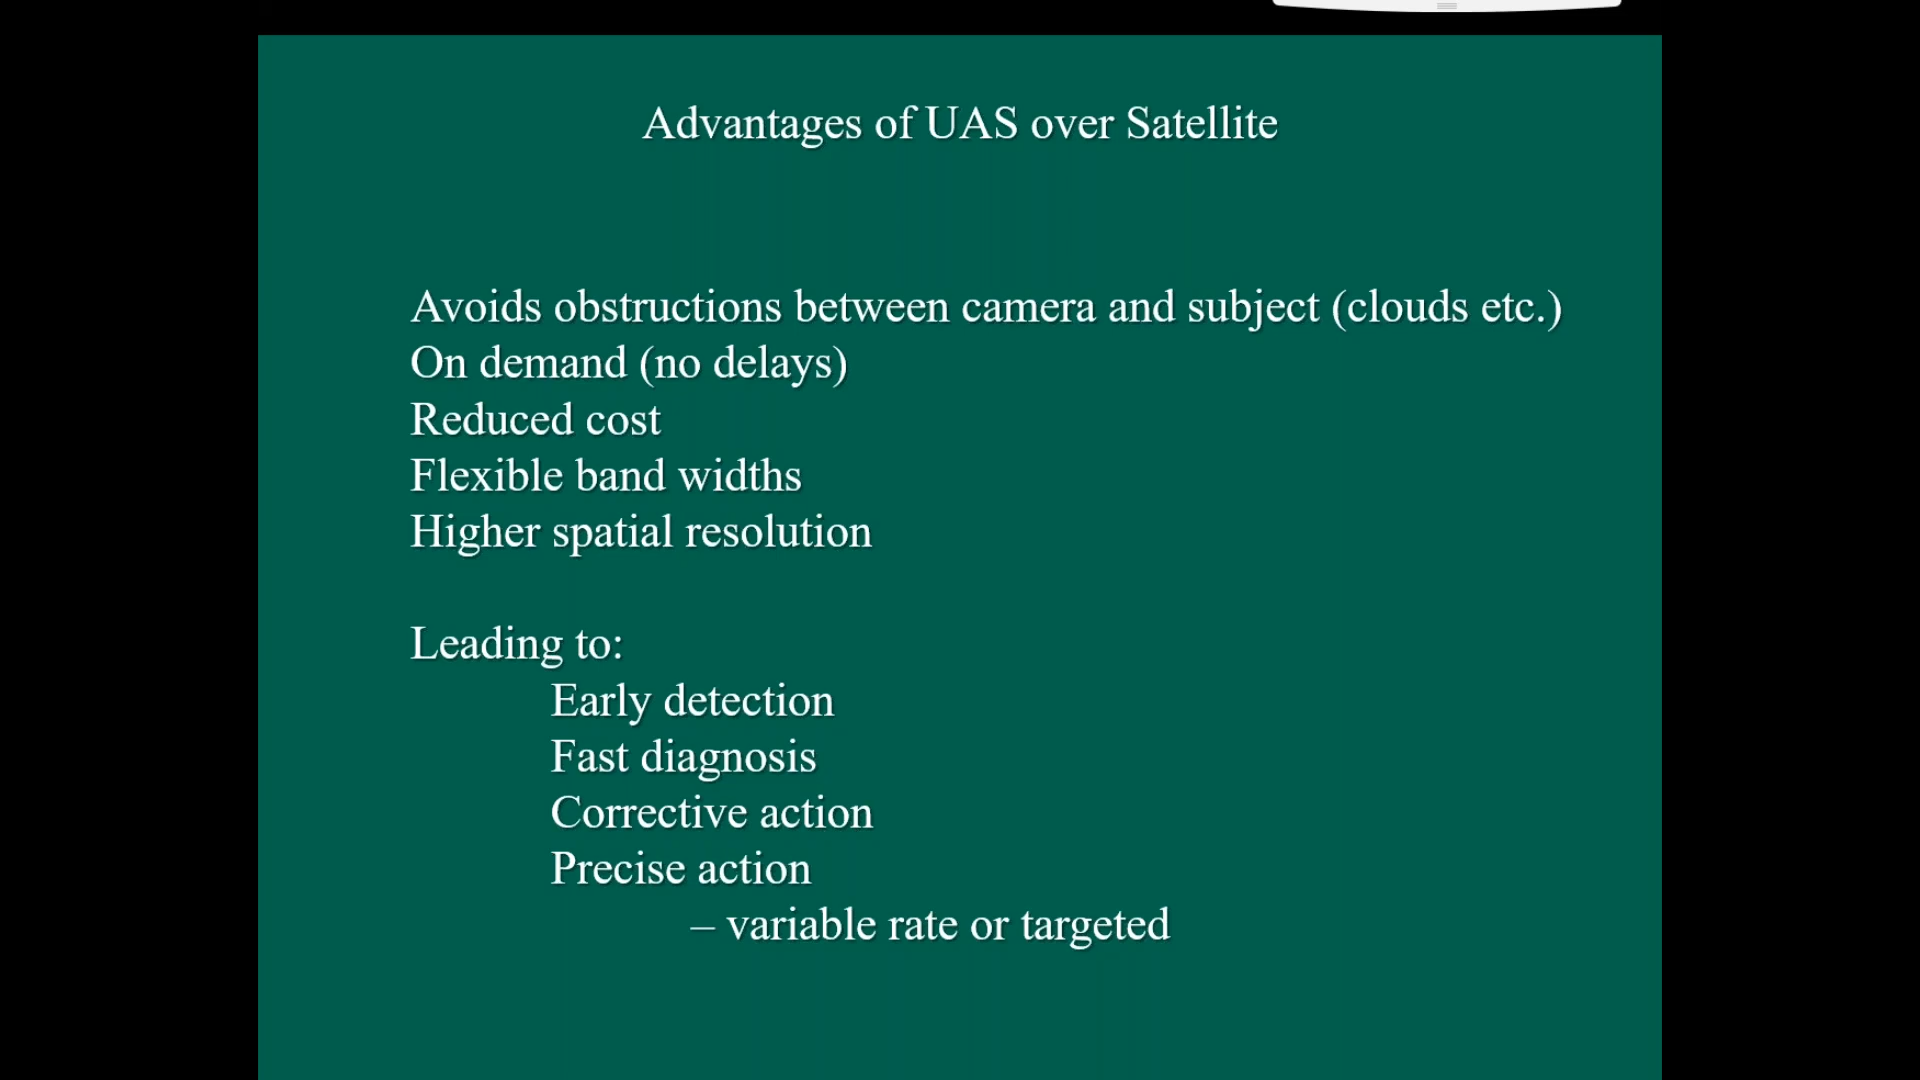 Advantages of UAS over Satellite
Avoids obstructions between camera and subject (clouds etc.)
On demand (no delays)
Reduced cost
Flexible band widths
Higher spatial resolution
Leading to:
Early detection
Fast diagnosis
Corrective action
Precise action
– variable rate or targeted